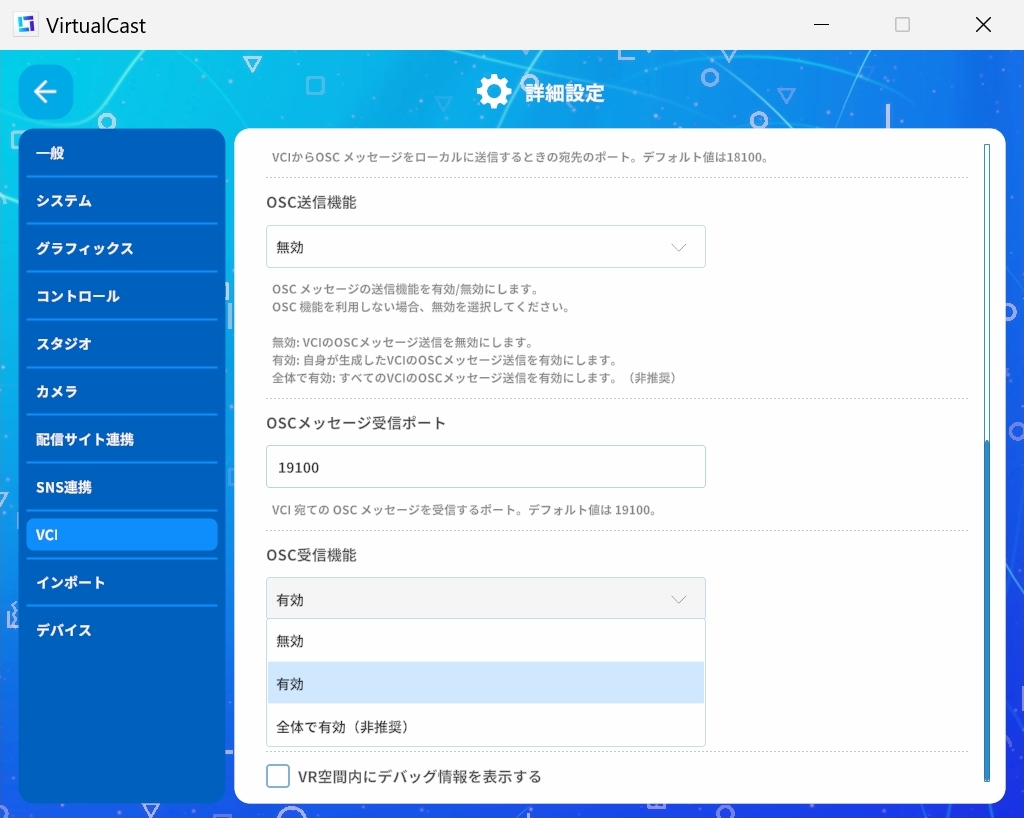 VirtualCast
詳細設定
一般
システム
グラフィックス
コントロール
スタジオ
カメラ
配信サイト連携
SNS連携
VCI
インポート
デバイス
VCIからOSC メッセージをローカルに送信するときの宛先のポート。デフォルト値は18100。
OSC送信機能
無効
OSC メッセージの送信機能を有効/無効にします。
OSC 機能を利用しない場合、無効を選択してください。
無効: VCIのOSCメッセージ送信を無効にします。
有効: 自身が生成したVCIのOSCメッセージ送信を有効にします。
全体で有効: すべてのVCIのOSCメッセージ送信を有効にします。（非推奨）
OSCメッセージ受信ポート
19100
VCI 宛ての OSC メッセージを受信するポート。デフォルト値は 19100。
OSC受信機能
有効
無効
有効
全体で有効（非推奨）
VR空間内にデバッグ情報を表示する